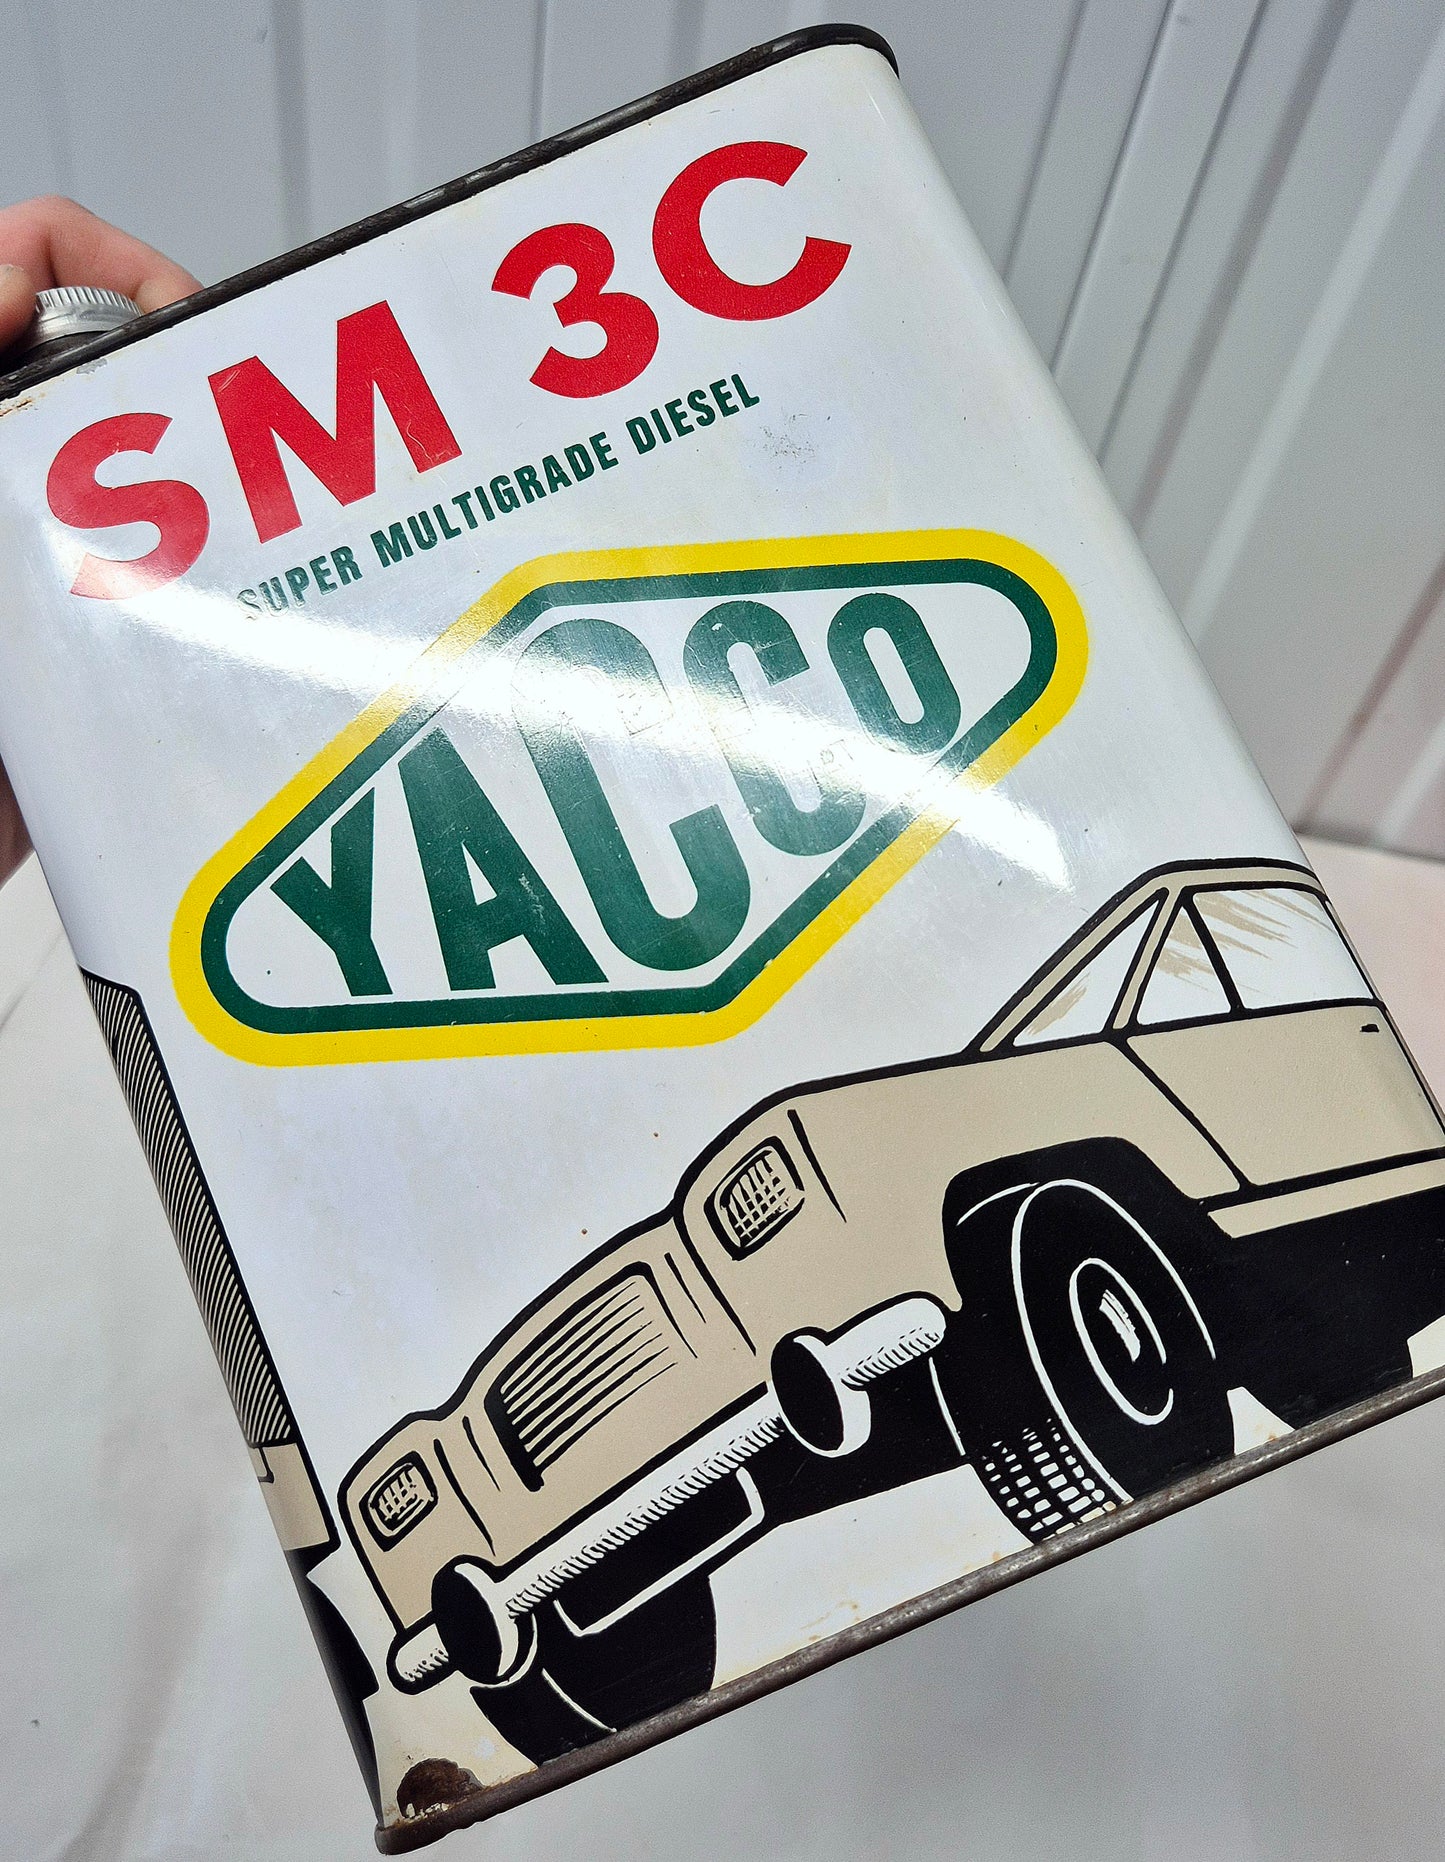 SM 3C
SUPER MULTIGRADE DIESEL
YACCO